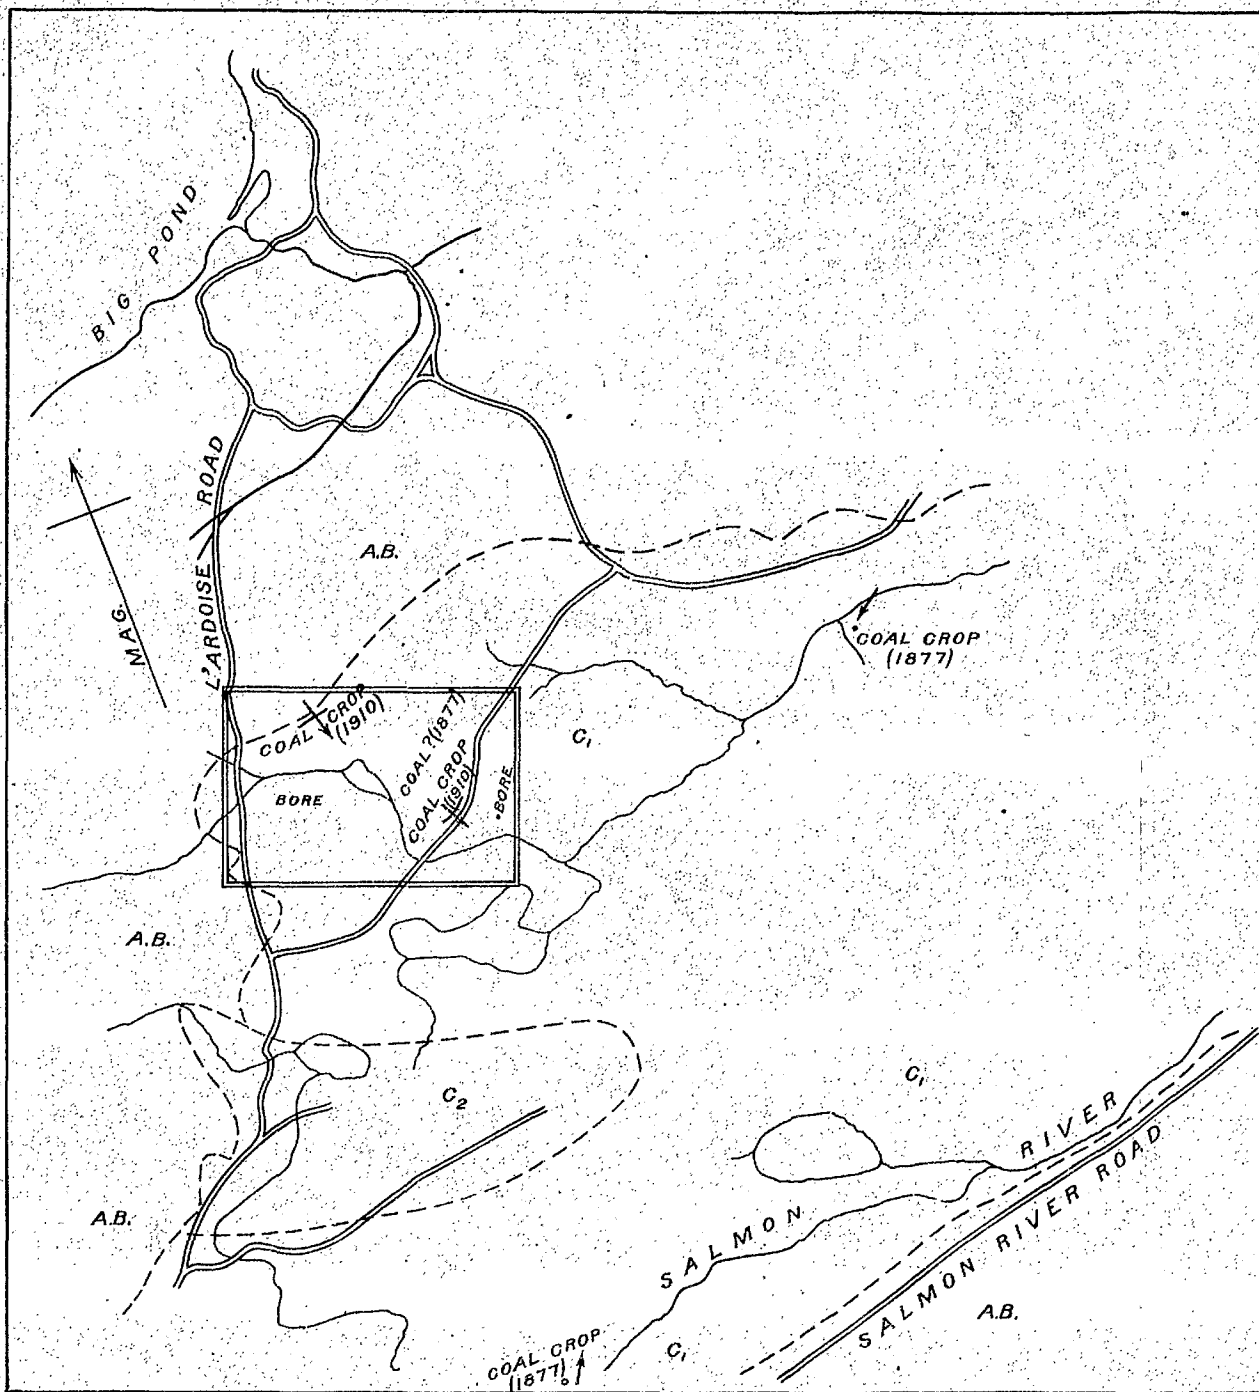 BIG POND
L'ARDOISE ROAD
MAG.
A.B.
COAL CROP
(1877)
COAL CROP
(1910)
COAL ? (1877)
COAL CROP
(1910)
BORE
BORE
C₁
A.B.
C₂
C₁
A.B.
SALMON RIVER
SALMON RIVER ROAD
A.B.
COAL CROP
(1877)
C₁